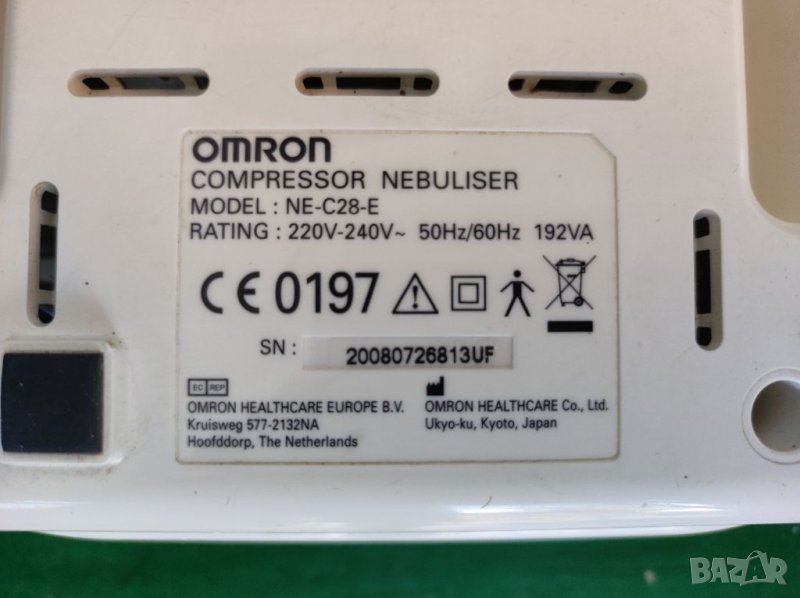 OMRON
COMPRESSOR NEBULISER
MODEL : NE-C28-E
RATING : 220V-240V~ 50Hz/60Hz 192VA
CE 0197
SN : 20080726813UF
EC REP
OMRON HEALTHCARE EUROPE B.V.
Kruisweg 577-2132NA
Hoofddorp, The Netherlands
OMRON HEALTHCARE Co., Ltd.
Ukyo-ku, Kyoto, Japan
BAZAR